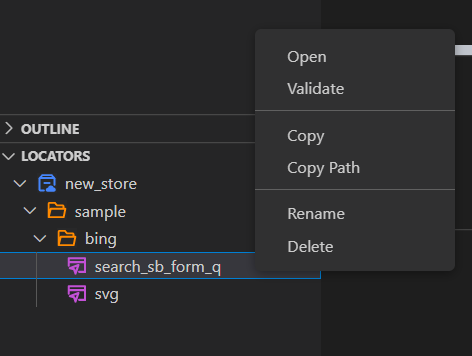 Open
Validate
Copy
Copy Path
Rename
Delete
OUTLINE
LOCATORS
new_store
sample
bing
search_sb_form_q
svg